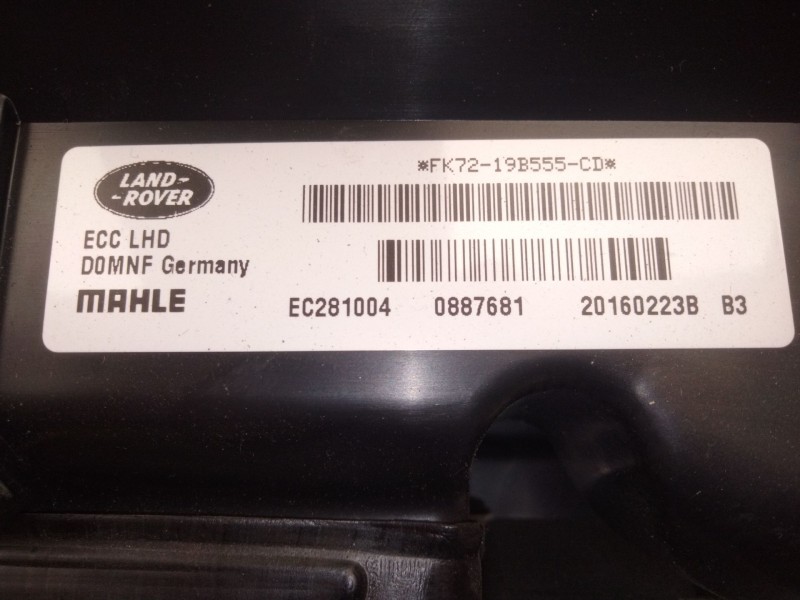 LAND-
-ROVER
*FK72-19B555-CD*
ECC LHD
D0MNF Germany
MAHLE
EC281004 0887681 20160223B B3